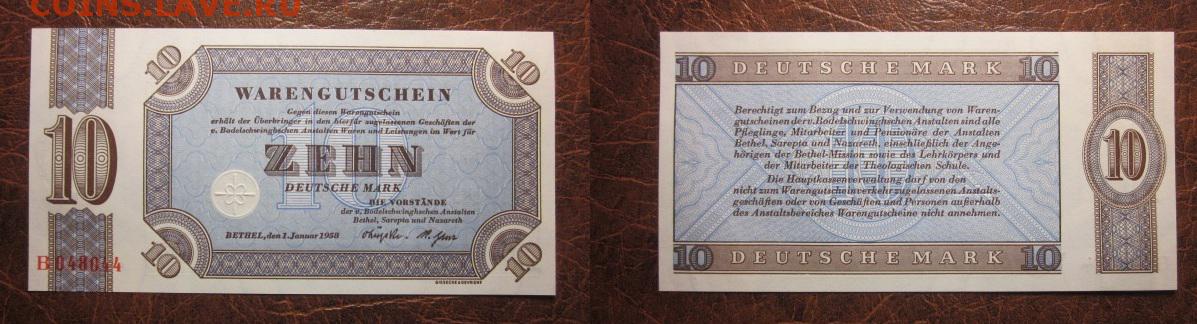 COINS.LAVE.RU
10
10
WARENGUTSCHEIN
Gegen diesen Warengutschein
erhält der Überbringer in den hierfür zugelassenen Geschäften der
v. Bodelschwinghschen Anstalten Waren und Leistungen im Wert für
10
10
ZEHN
DEUTSCHE MARK
DIE VORSTÄNDE
der v. Bodelschwinghschen Anstalten
Bethel, Sarepta und Nazareth
BETHEL, den 1. Januar 1958
B 048044
10
10
GIESECKE & DEVRIENT
10 DEUTSCHE MARK 10
Berechtigt zum Bezug und zur Verwendung von Waren-
gutscheinen der v. Bodelschwinghschen Anstalten sind alle
Pfleglinge, Mitarbeiter und Pensionäre der Anstalten
Bethel, Sarepta und Nazareth, einschließlich der Ange-
hörigen der Bethel-Mission sowie des Lehrkörpers und
der Mitarbeiter der Theologischen Schule.
Die Hauptkassenverwaltung darf von den
nicht zum Warengutscheinverkehr zugelassenen Anstalts-
geschäften oder von Geschäften und Personen außerhalb
des Anstaltsbereiches Warengutscheine nicht annehmen.
10
10 DEUTSCHE MARK 10